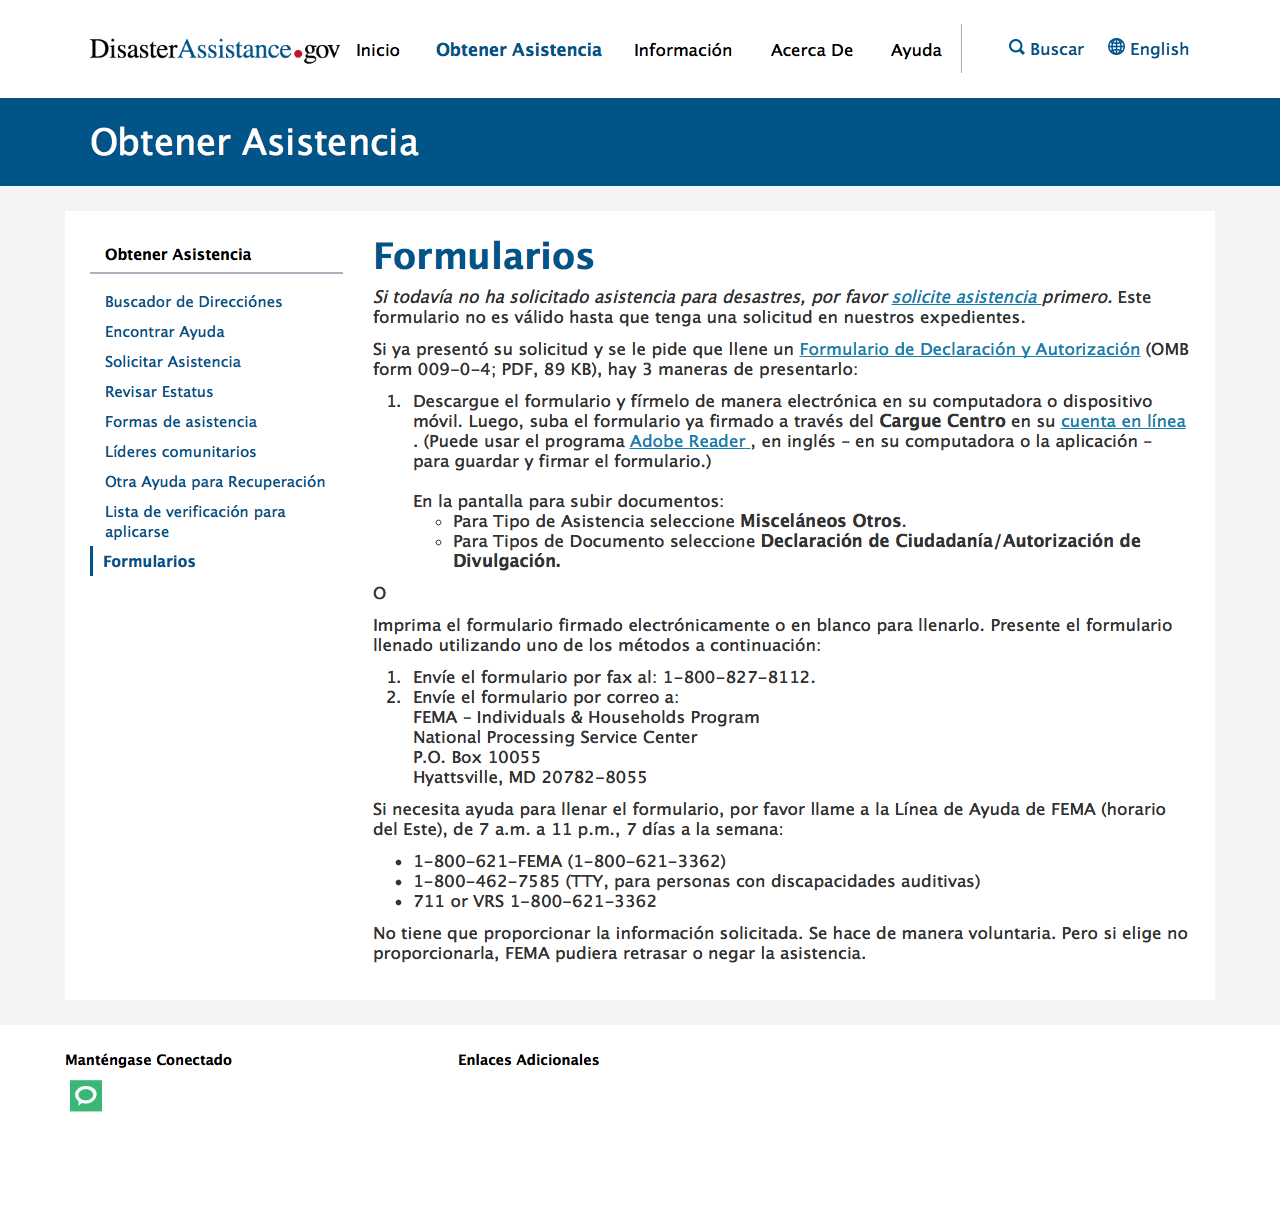 DisasterAssistance.gov Inicio Obtener Asistencia Información Acerca De Ayuda Buscar English
Obtener Asistencia
Obtener Asistencia
Buscador de Direcciónes
Encontrar Ayuda
Solicitar Asistencia
Revisar Estatus
Formas de asistencia
Líderes comunitarios
Otra Ayuda para Recuperación
Lista de verificación para
aplicarse
Formularios
Formularios
Si todavía no ha solicitado asistencia para desastres, por favor solicite asistencia primero. Este
formulario no es válido hasta que tenga una solicitud en nuestros expedientes.
Si ya presentó su solicitud y se le pide que llene un Formulario de Declaración y Autorización (OMB
form 009-0-4; PDF, 89 KB), hay 3 maneras de presentarlo:
1. Descargue el formulario y fírmelo de manera electrónica en su computadora o dispositivo
móvil. Luego, suba el formulario ya firmado a través del Cargue Centro en su cuenta en línea
. (Puede usar el programa Adobe Reader , en inglés – en su computadora o la aplicación –
para guardar y firmar el formulario.)
En la pantalla para subir documentos:
◦ Para Tipo de Asistencia seleccione Misceláneos Otros.
◦ Para Tipos de Documento seleccione Declaración de Ciudadanía/Autorización de
Divulgación.
O
Imprima el formulario firmado electrónicamente o en blanco para llenarlo. Presente el formulario
llenado utilizando uno de los métodos a continuación:
1. Envíe el formulario por fax al: 1-800-827-8112.
2. Envíe el formulario por correo a:
FEMA – Individuals & Households Program
National Processing Service Center
P.O. Box 10055
Hyattsville, MD 20782-8055
Si necesita ayuda para llenar el formulario, por favor llame a la Línea de Ayuda de FEMA (horario
del Este), de 7 a.m. a 11 p.m., 7 días a la semana:
• 1-800-621-FEMA (1-800-621-3362)
• 1-800-462-7585 (TTY, para personas con discapacidades auditivas)
• 711 or VRS 1-800-621-3362
No tiene que proporcionar la información solicitada. Se hace de manera voluntaria. Pero si elige no
proporcionarla, FEMA pudiera retrasar o negar la asistencia.
Manténgase Conectado
Enlaces Adicionales